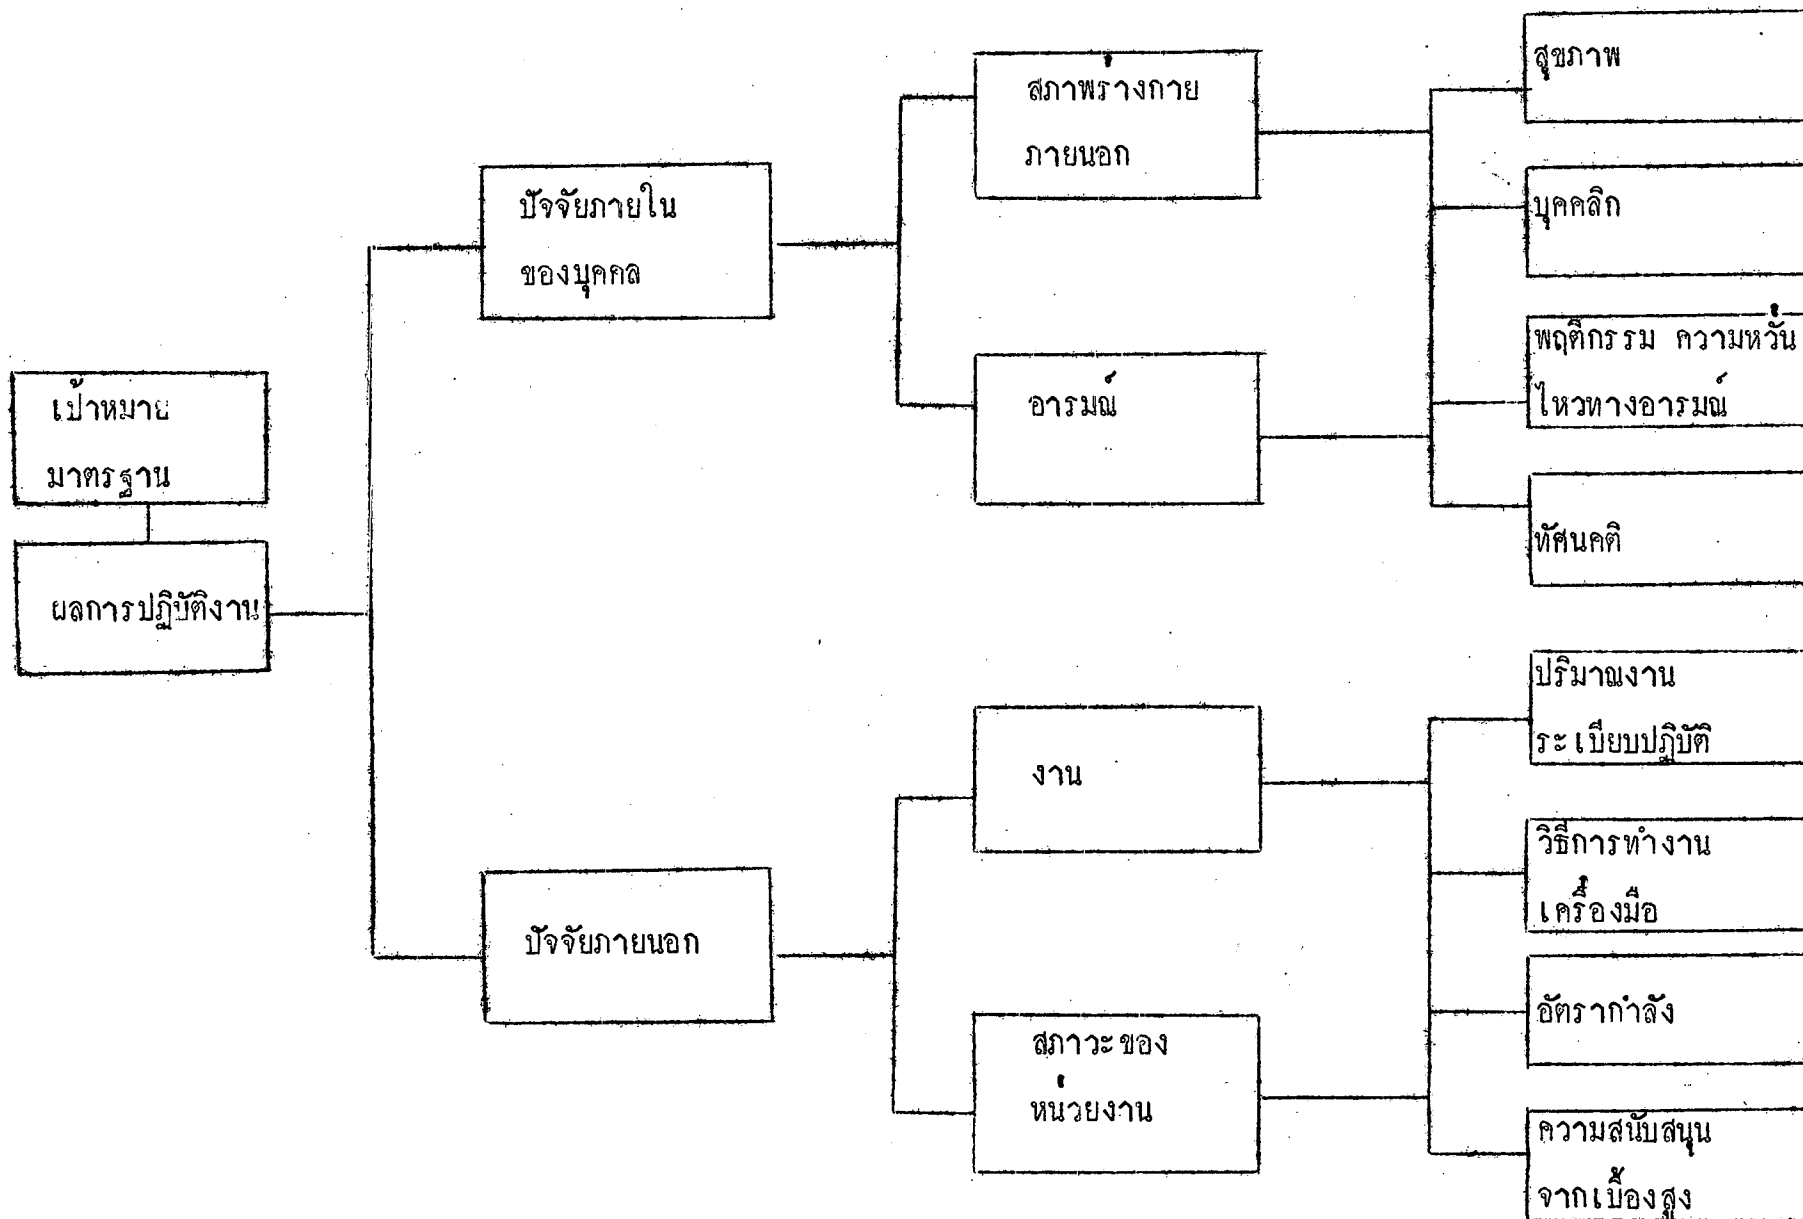 เป้าหมาย
มาตรฐาน
ผลการปฏิบัติงาน
ปัจจัยภายใน
ของบุคคล
ปัจจัยภายนอก
สภาพร่างกาย
ภายนอก
อารมณ์
งาน
สภาวะของ
หน่วยงาน
สุขภาพ
บุคคลิก
พฤติกรรม ความหวั่น
ไหวทางอารมณ์
ทัศนคติ
ปริมาณงาน
ระเบียบปฏิบัติ
วิธีการทำงาน
เครื่องมือ
อัตรากำลัง
ความสนับสนุน
จากเบื้องสูง